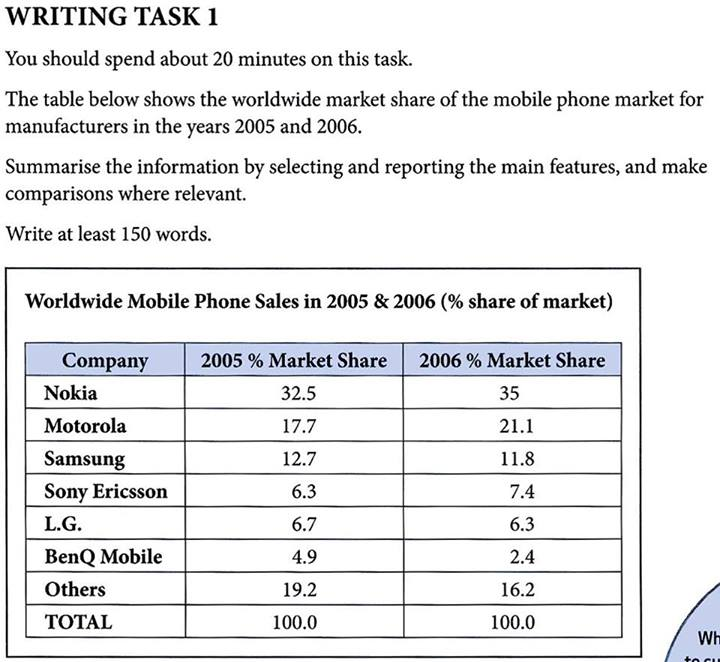 WRITING TASK 1
You should spend about 20 minutes on this task.
The table below shows the worldwide market share of the mobile phone market for
manufacturers in the years 2005 and 2006.
Summarise the information by selecting and reporting the main features, and make
comparisons where relevant.
Write at least 150 words.
Worldwide Mobile Phone Sales in 2005 & 2006 (% share of market)
Company 2005 % Market Share 2006 % Market Share
Nokia 32.5 35
Motorola 17.7 21.1
Samsung 12.7 11.8
Sony Ericsson 6.3 7.4
L.G. 6.7 6.3
BenQ Mobile 4.9 2.4
Others 19.2 16.2
TOTAL 100.0 100.0